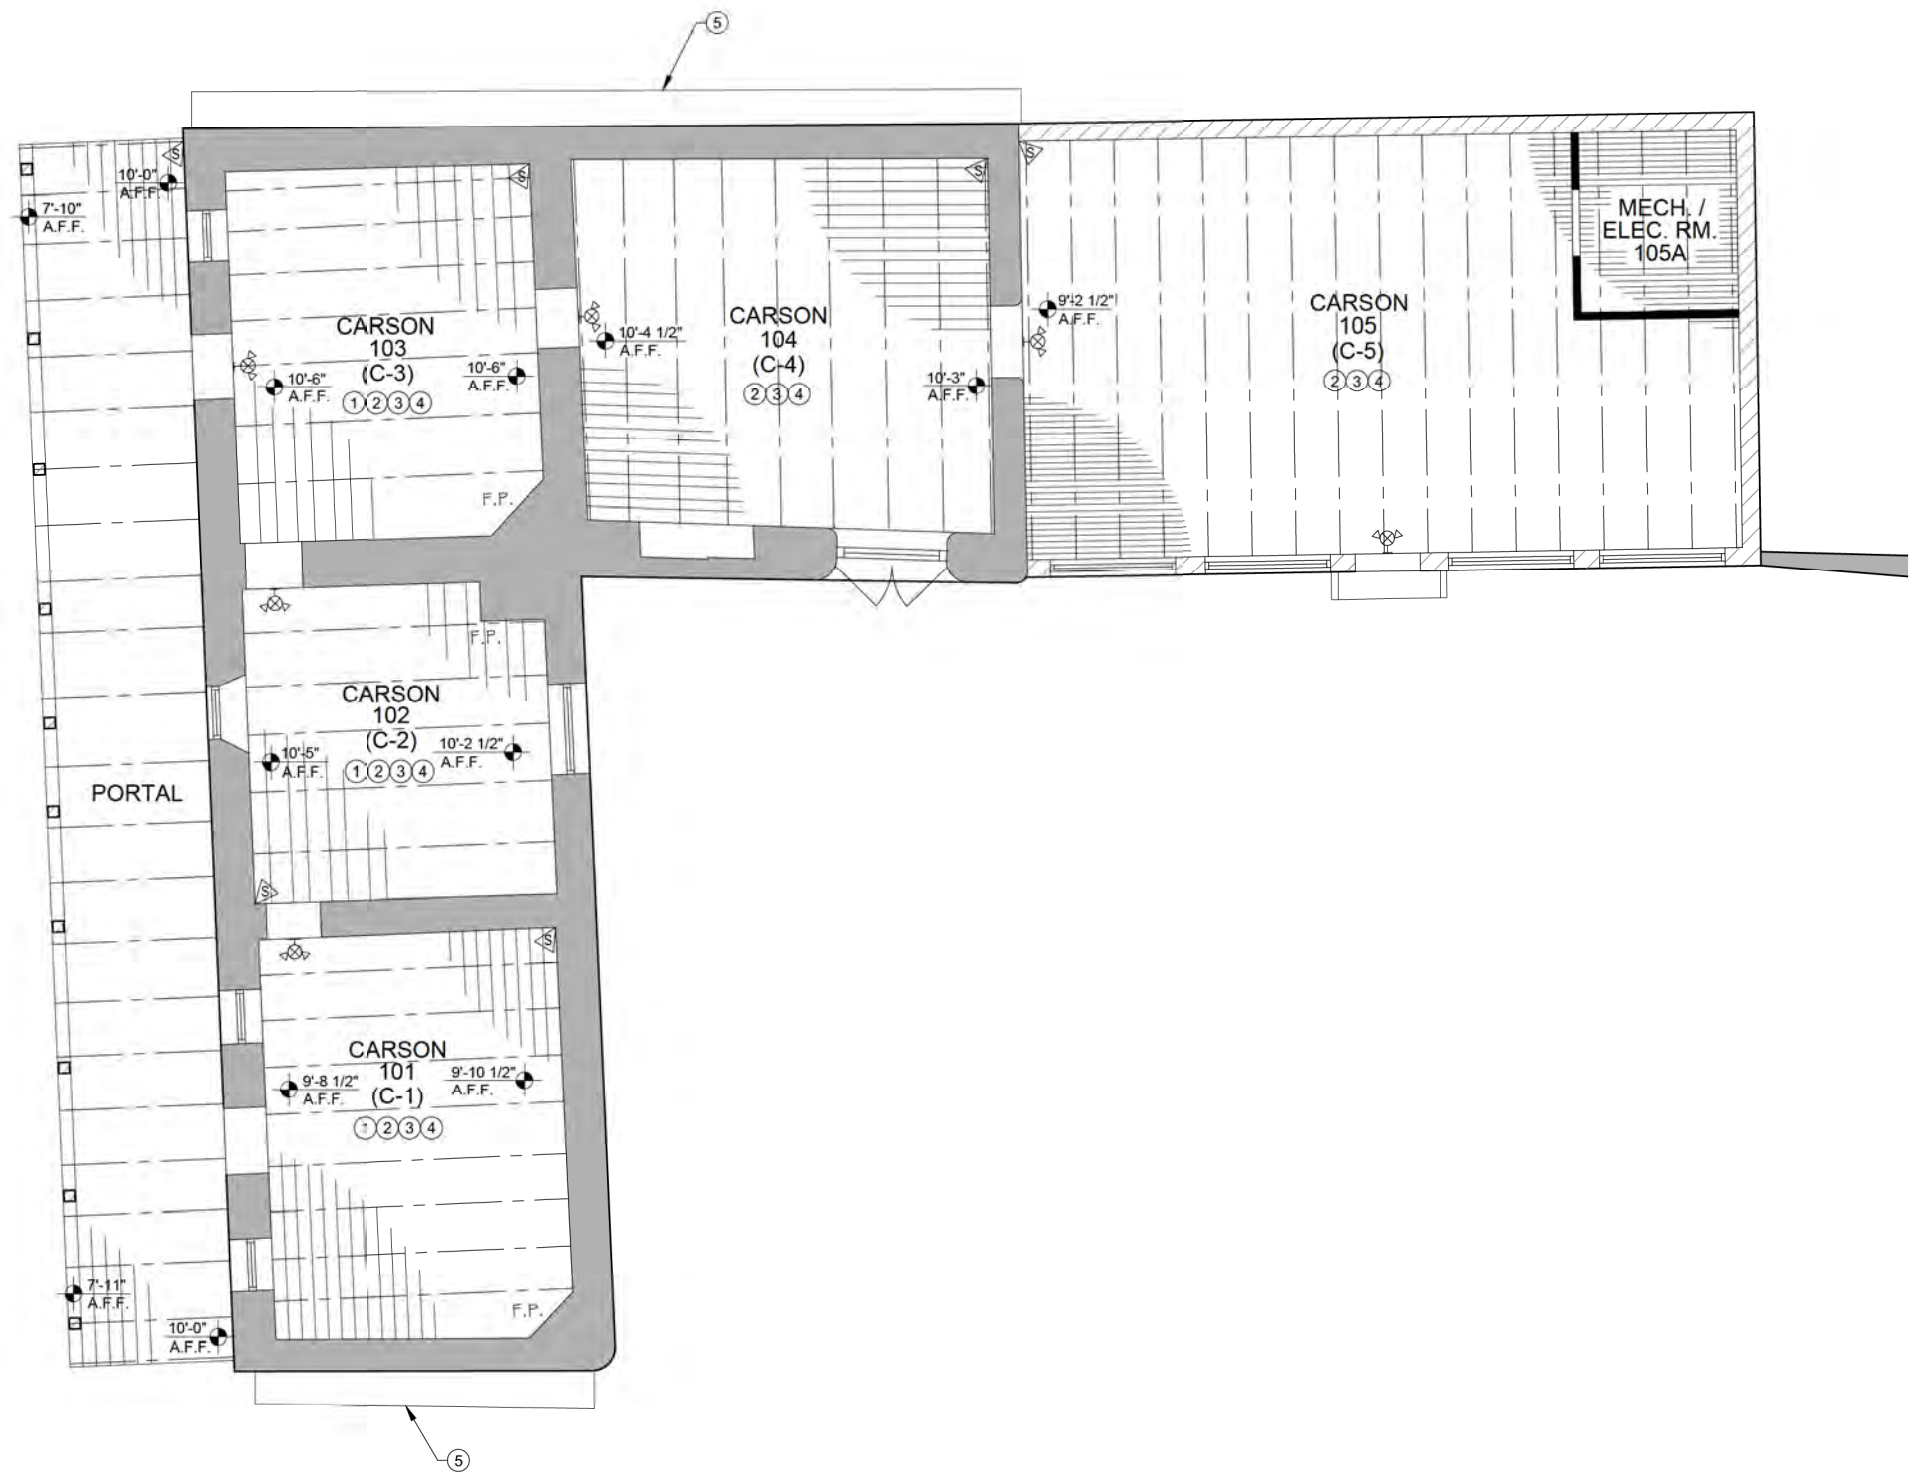 5
S
10'-0"
A.F.F.
7'-10"
A.F.F.
S
S
S
MECH. /
ELEC. RM.
105A
CARSON
103
(C-3)
1 2 3 4
10'-6"
A.F.F.
10'-6"
A.F.F.
F.P.
CARSON
104
(C-4)
2 3 4
10'-4 1/2"
A.F.F.
10'-3"
A.F.F.
9'-2 1/2"
A.F.F.
CARSON
105
(C-5)
2 3 4
F.P.
CARSON
102
(C-2)
1 2 3 4
10'-5"
A.F.F.
10'-2 1/2"
A.F.F.
PORTAL
S
S
CARSON
101
(C-1)
1 2 3 4
9'-8 1/2"
A.F.F.
9'-10 1/2"
A.F.F.
F.P.
7'-11"
A.F.F.
10'-0"
A.F.F.
5